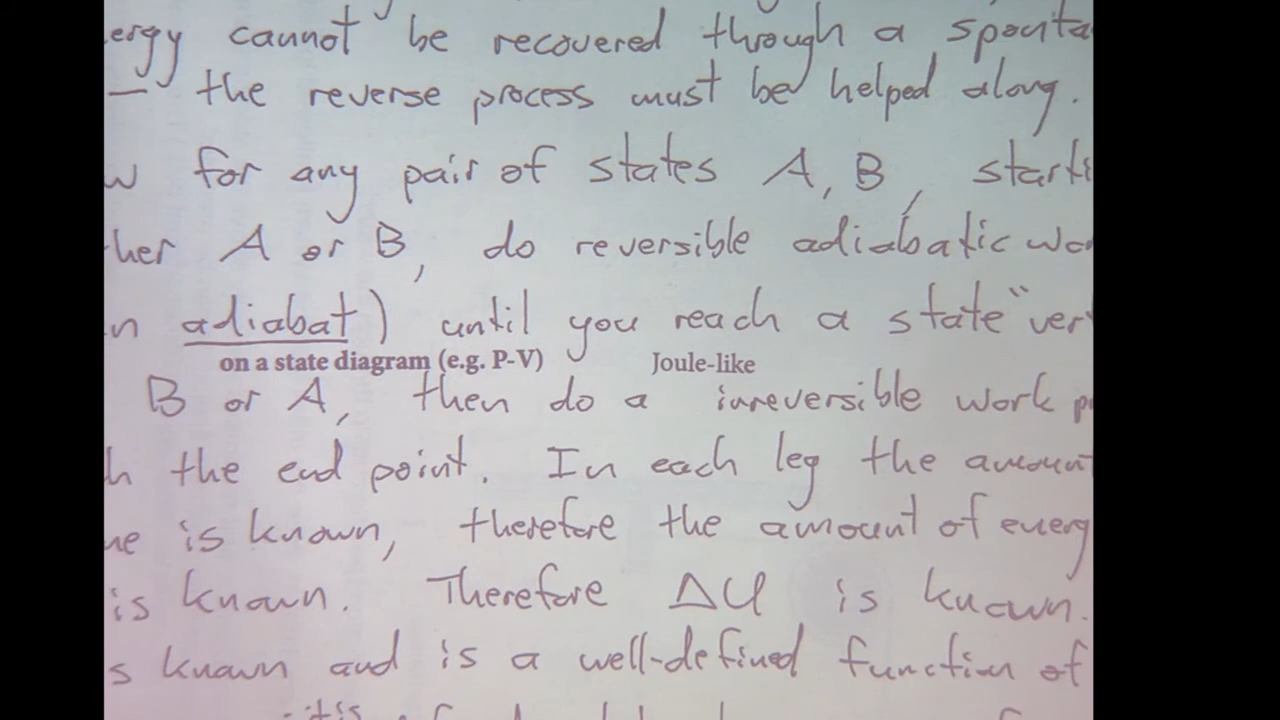 ergy cannot be recovered through a sponta
— the reverse process must be helped along.
w for any pair of states A, B, starti
ther A or B, do reversible adiabatic wo
n adiabat) until you reach a state "ver
on a state diagram (e.g. P-V) Joule-like
B or A, then do a irreversible work p
h the end point. In each leg the amount
ne is known, therefore the amount of energ
is known. Therefore ΔU is known.
s known and is a well-defined function of